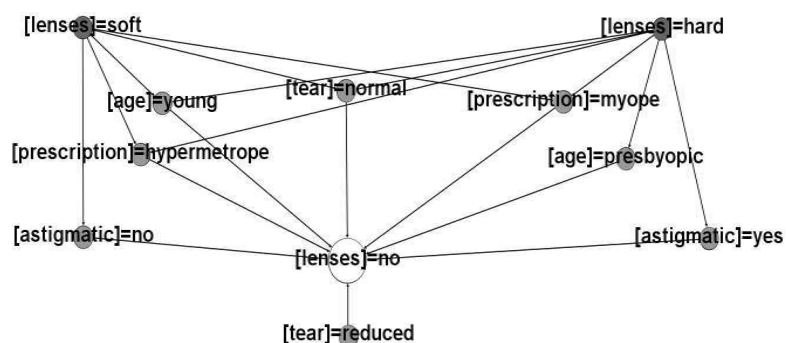 [lenses]=soft
[lenses]=hard
[age]=young
[tear]=normal
[prescription]=myope
[prescription]=hypermetrope
[age]=presbyopic
[astigmatic]=no
[astigmatic]=yes
[lenses]=no
[tear]=reduced